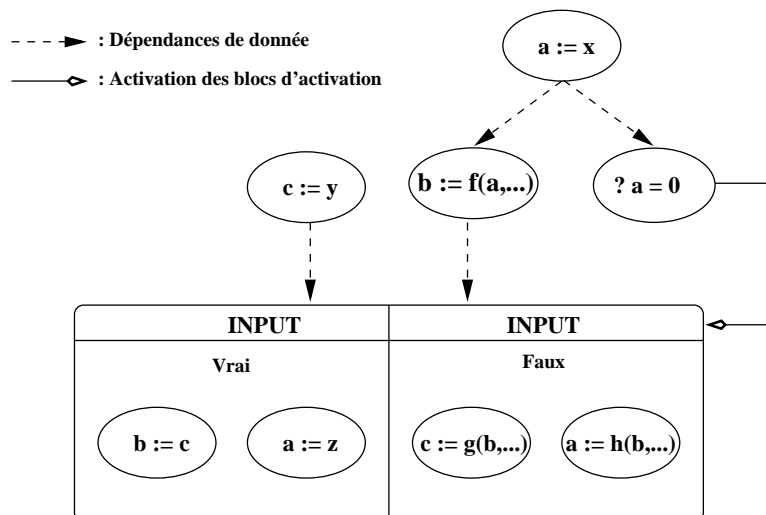 : Dépendances de donnée
: Activation des blocs d'activation
a := x
c := y
b := f(a,...)
? a = 0
INPUT
INPUT
Vrai
Faux
b := c
a := z
c := g(b,...)
a := h(b,...)